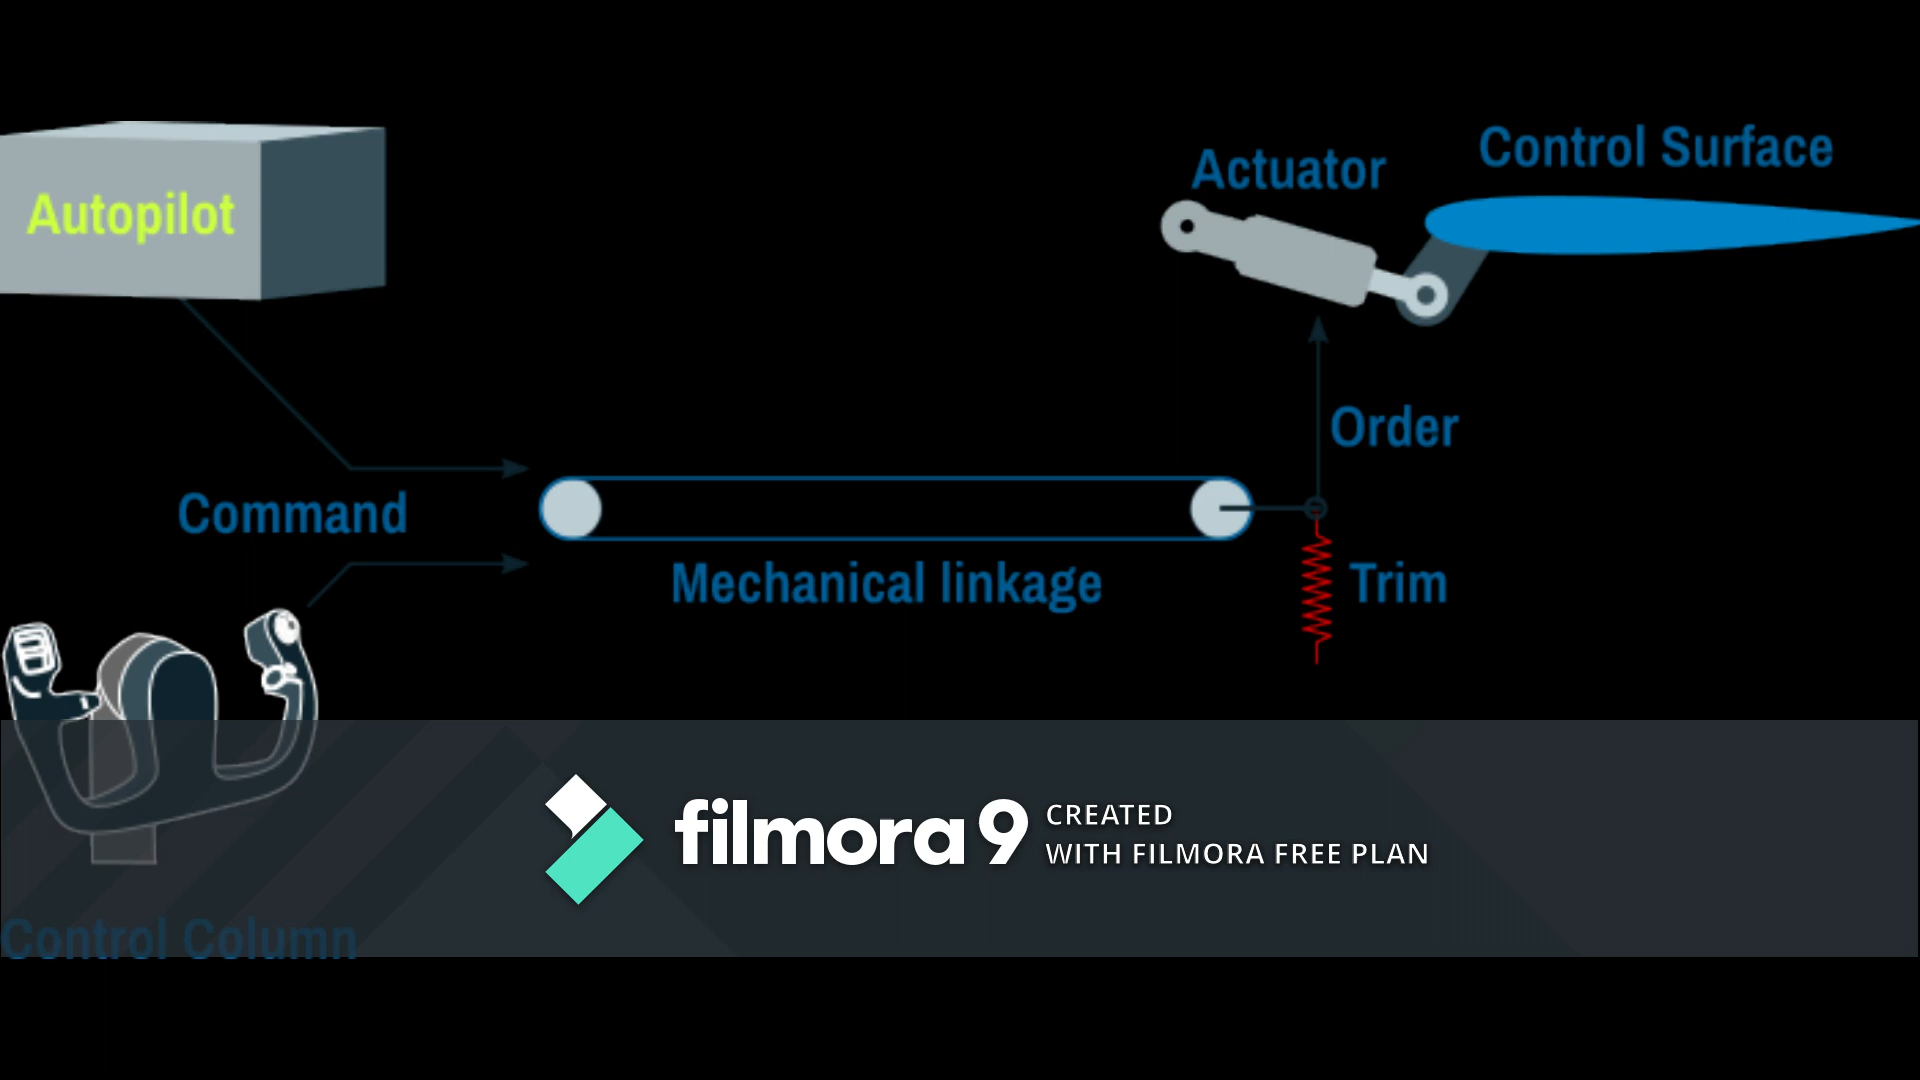 Autopilot
Actuator
Control Surface
Order
Command
Mechanical linkage
Trim
filmora 9
CREATED
WITH FILMORA FREE PLAN
Control Column